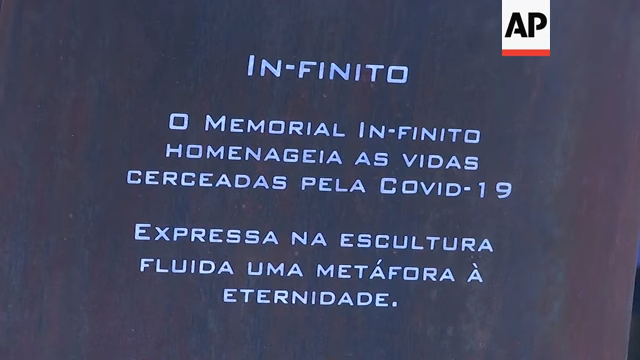 AP
IN-FINITO
O MEMORIAL IN-FINITO
HOMENAGEIA AS VIDAS
CERCEADAS PELA COVID-19
EXPRESSA NA ESCULTURA
FLUIDA UMA METÁFORA À
ETERNIDADE.